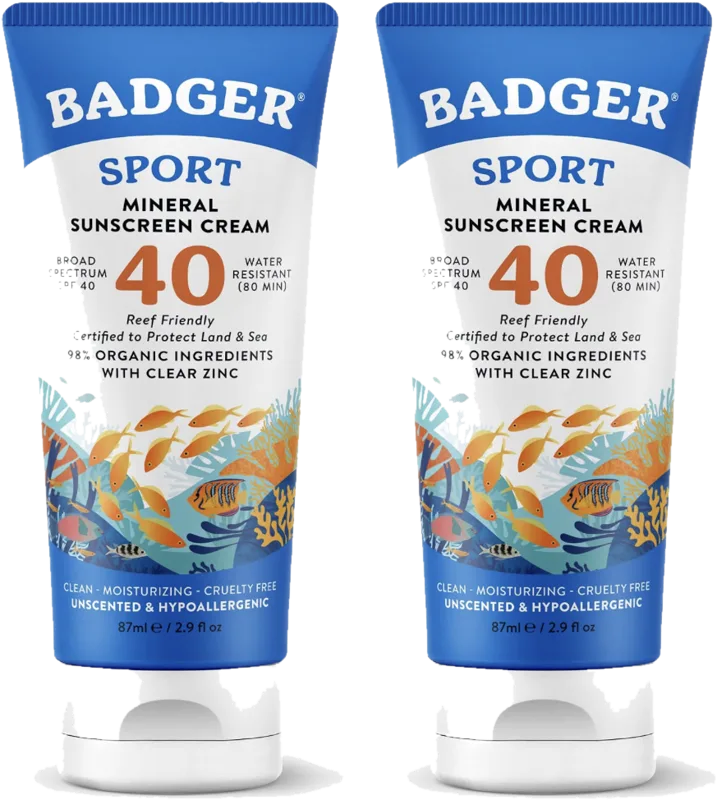 BADGER®
SPORT
MINERAL
SUNSCREEN CREAM
BROAD
SPECTRUM
SPF 40
40
WATER
RESISTANT
(80 MIN)
Reef Friendly
Certified to Protect Land & Sea
98% ORGANIC INGREDIENTS
WITH CLEAR ZINC
CLEAN - MOISTURIZING - CRUELTY FREE
UNSCENTED & HYPOALLERGENIC
87ml ℮ / 2.9 fl oz
BADGER®
SPORT
MINERAL
SUNSCREEN CREAM
BROAD
SPECTRUM
SPF 40
40
WATER
RESISTANT
(80 MIN)
Reef Friendly
Certified to Protect Land & Sea
98% ORGANIC INGREDIENTS
WITH CLEAR ZINC
CLEAN - MOISTURIZING - CRUELTY FREE
UNSCENTED & HYPOALLERGENIC
87ml ℮ / 2.9 fl oz